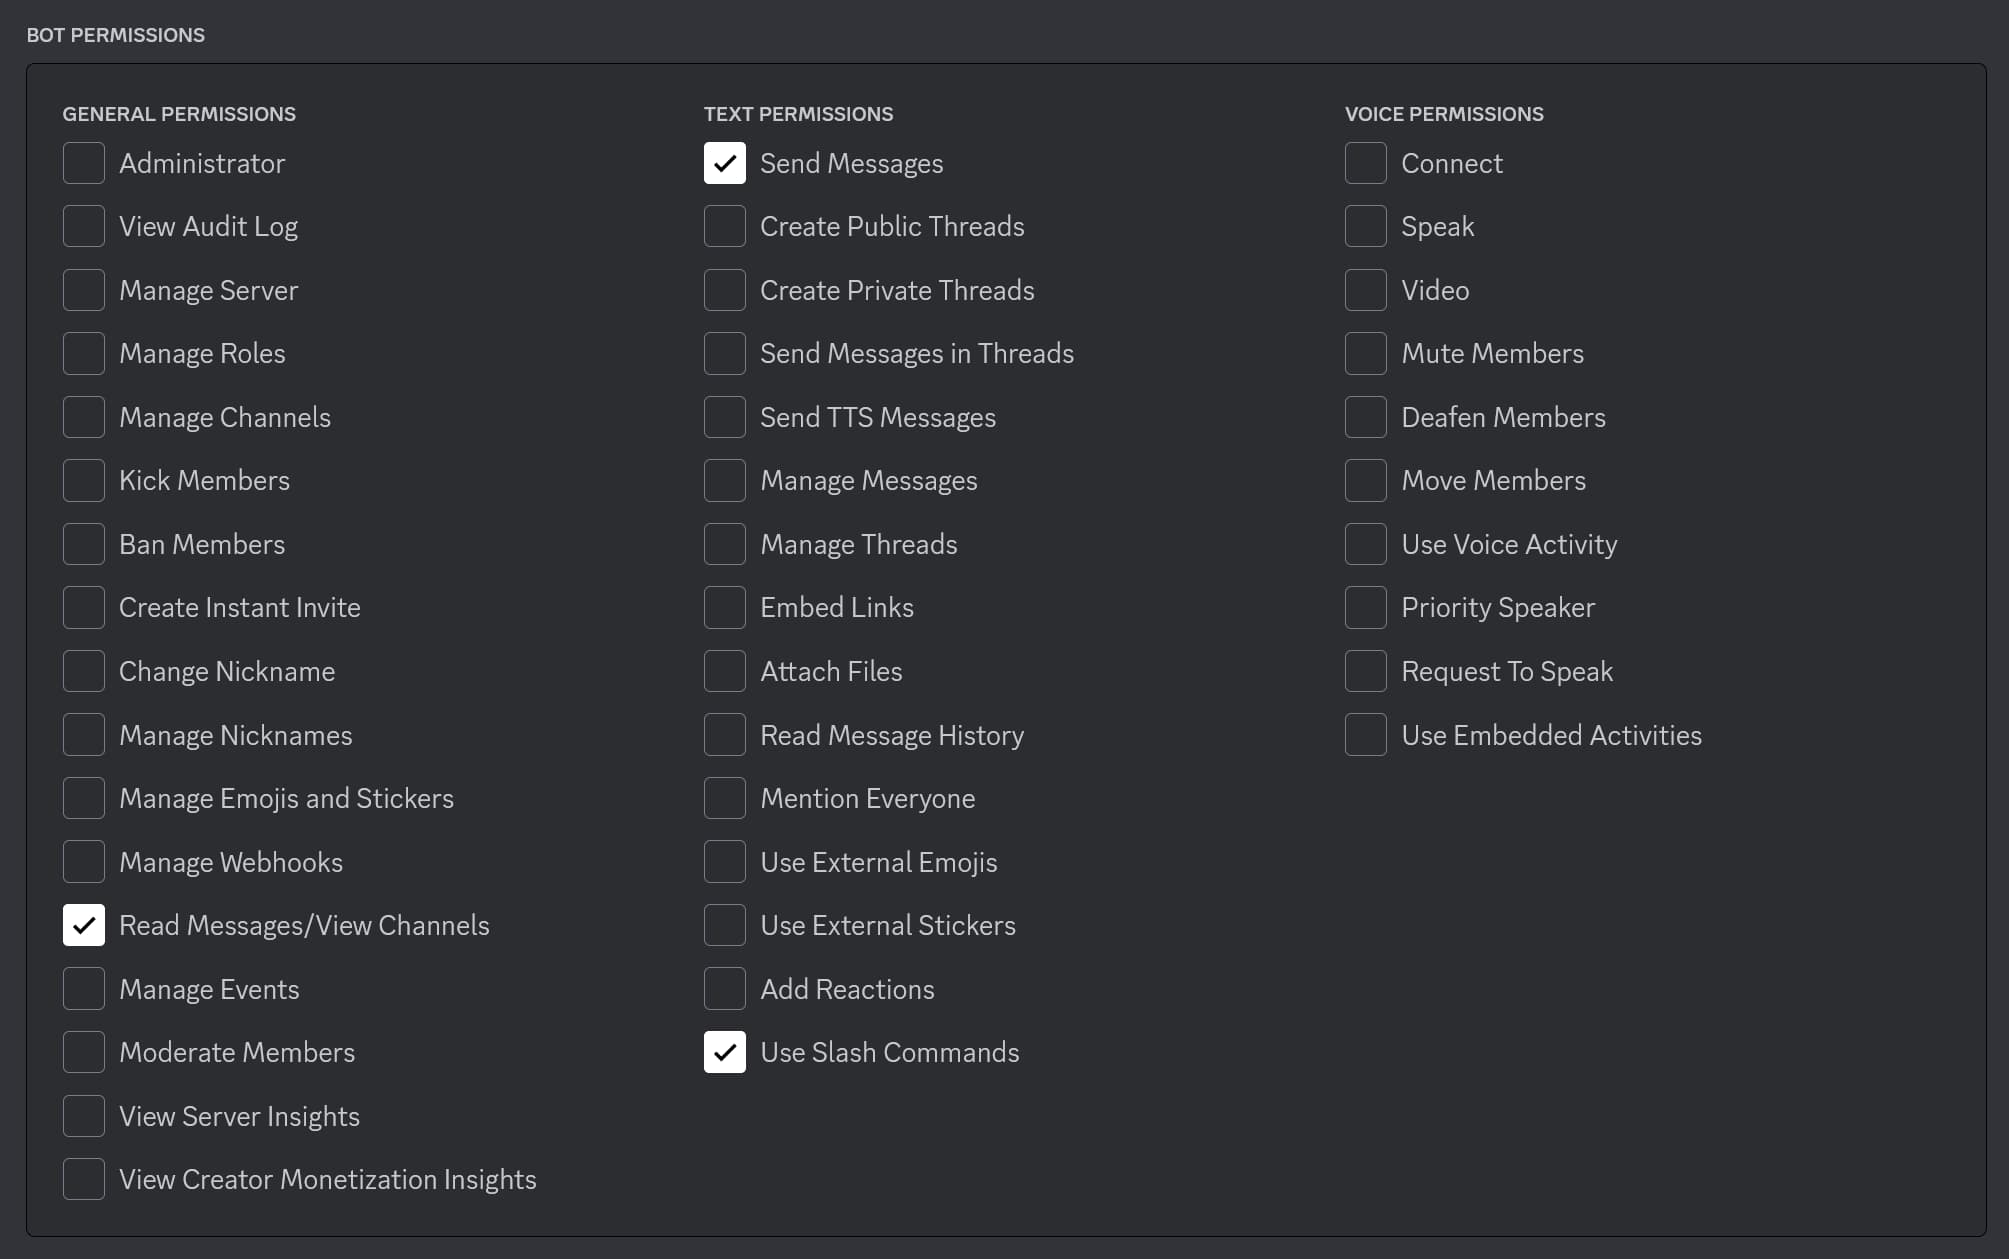 BOT PERMISSIONS
GENERAL PERMISSIONS
Administrator
View Audit Log
Manage Server
Manage Roles
Manage Channels
Kick Members
Ban Members
Create Instant Invite
Change Nickname
Manage Nicknames
Manage Emojis and Stickers
Manage Webhooks
Read Messages/View Channels
Manage Events
Moderate Members
View Server Insights
View Creator Monetization Insights
TEXT PERMISSIONS
Send Messages
Create Public Threads
Create Private Threads
Send Messages in Threads
Send TTS Messages
Manage Messages
Manage Threads
Embed Links
Attach Files
Read Message History
Mention Everyone
Use External Emojis
Use External Stickers
Add Reactions
Use Slash Commands
VOICE PERMISSIONS
Connect
Speak
Video
Mute Members
Deafen Members
Move Members
Use Voice Activity
Priority Speaker
Request To Speak
Use Embedded Activities